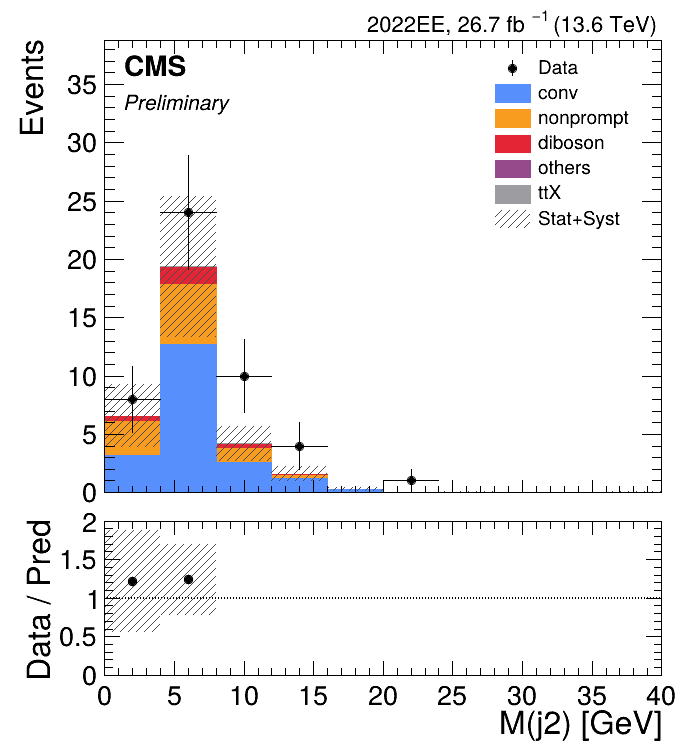 2022EE, 26.7 fb⁻¹ (13.6 TeV)
CMS
Preliminary
Events
Data
conv
nonprompt
diboson
others
ttX
Stat+Syst
35
30
25
20
15
10
5
0
Data / Pred
2
1.5
1
0.5
0
0 5 10 15 20 25 30 35 40
M(j2) [GeV]